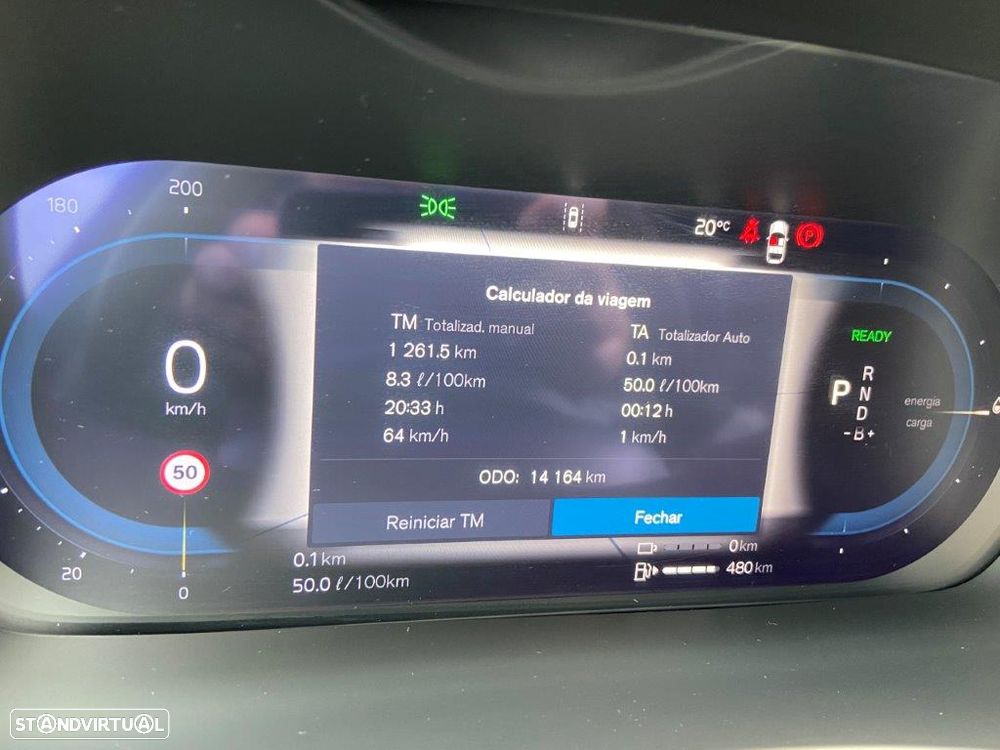 180
200
20°C
P
Calculador da viagem
TM Totalizad. manual
TA Totalizador Auto
1 261.5 km
0.1 km
8.3 ℓ/100km
50.0 ℓ/100km
20:33 h
00:12 h
64 km/h
1 km/h
ODO: 14 164 km
Reiniciar TM
Fechar
0
km/h
50
READY
P
R
N
D
-B+
energia
carga
20
0
0.1 km
50.0 ℓ/100km
0km
480 km
STANDVIRTUAL